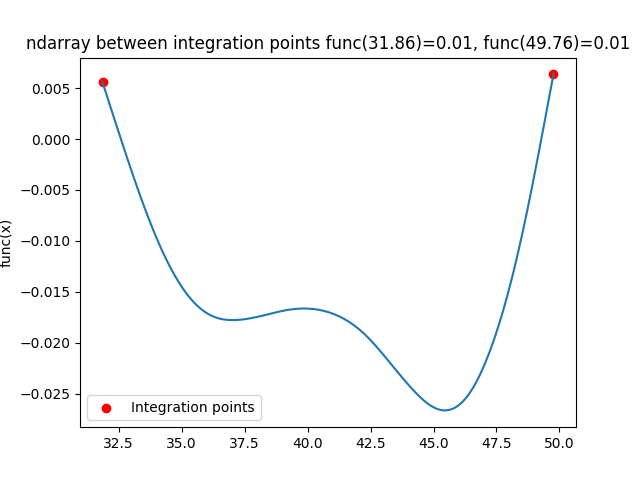 ndarray between integration points func(31.86)=0.01, func(49.76)=0.01
func(x)
0.005
0.000
−0.005
−0.010
−0.015
−0.020
−0.025
Integration points
32.5 35.0 37.5 40.0 42.5 45.0 47.5 50.0